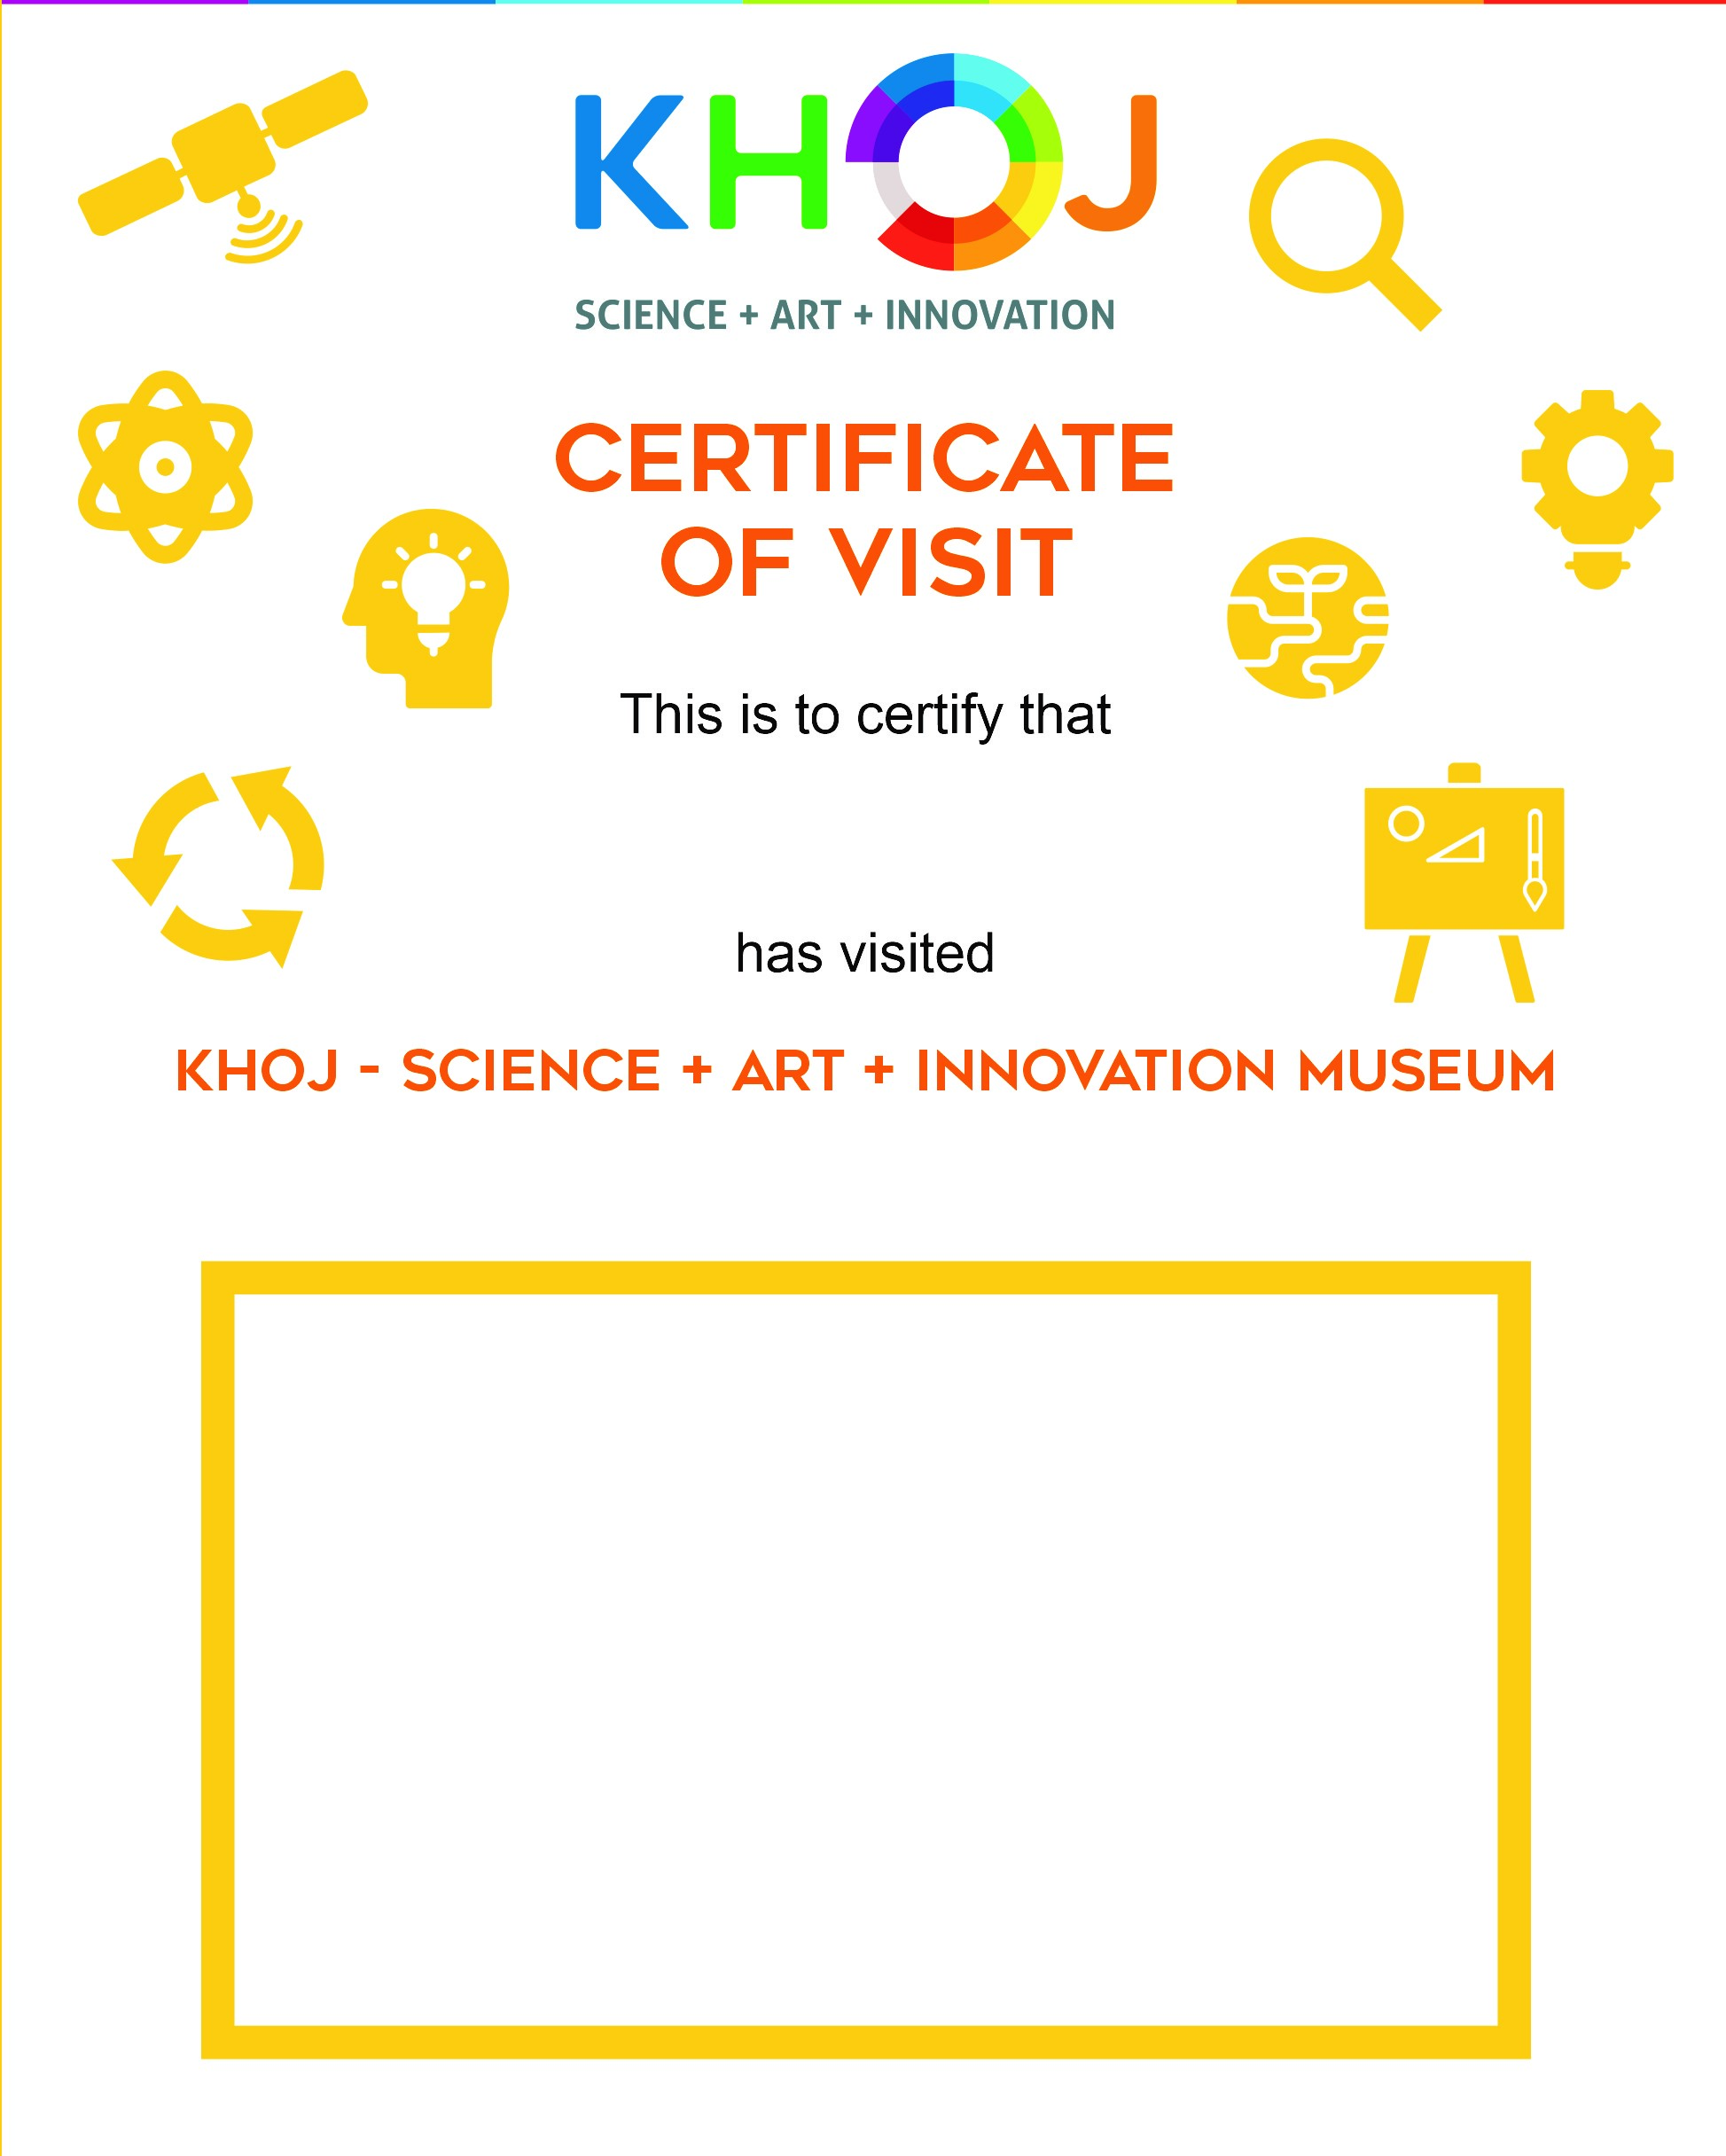 KHOJ
SCIENCE + ART + INNOVATION
CERTIFICATE
OF VISIT
This is to certify that
has visited
KHOJ - SCIENCE + ART + INNOVATION MUSEUM